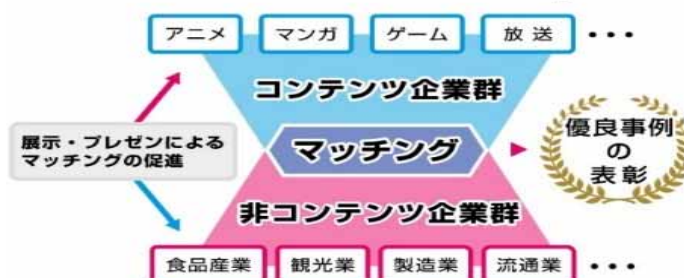 アニメ
マンガ
ゲーム
放送
・・・
コンテンツ企業群
展示・プレゼンによる
マッチングの促進
マッチング
優良事例
の
表彰
非コンテンツ企業群
食品産業
観光業
製造業
流通業
・・・